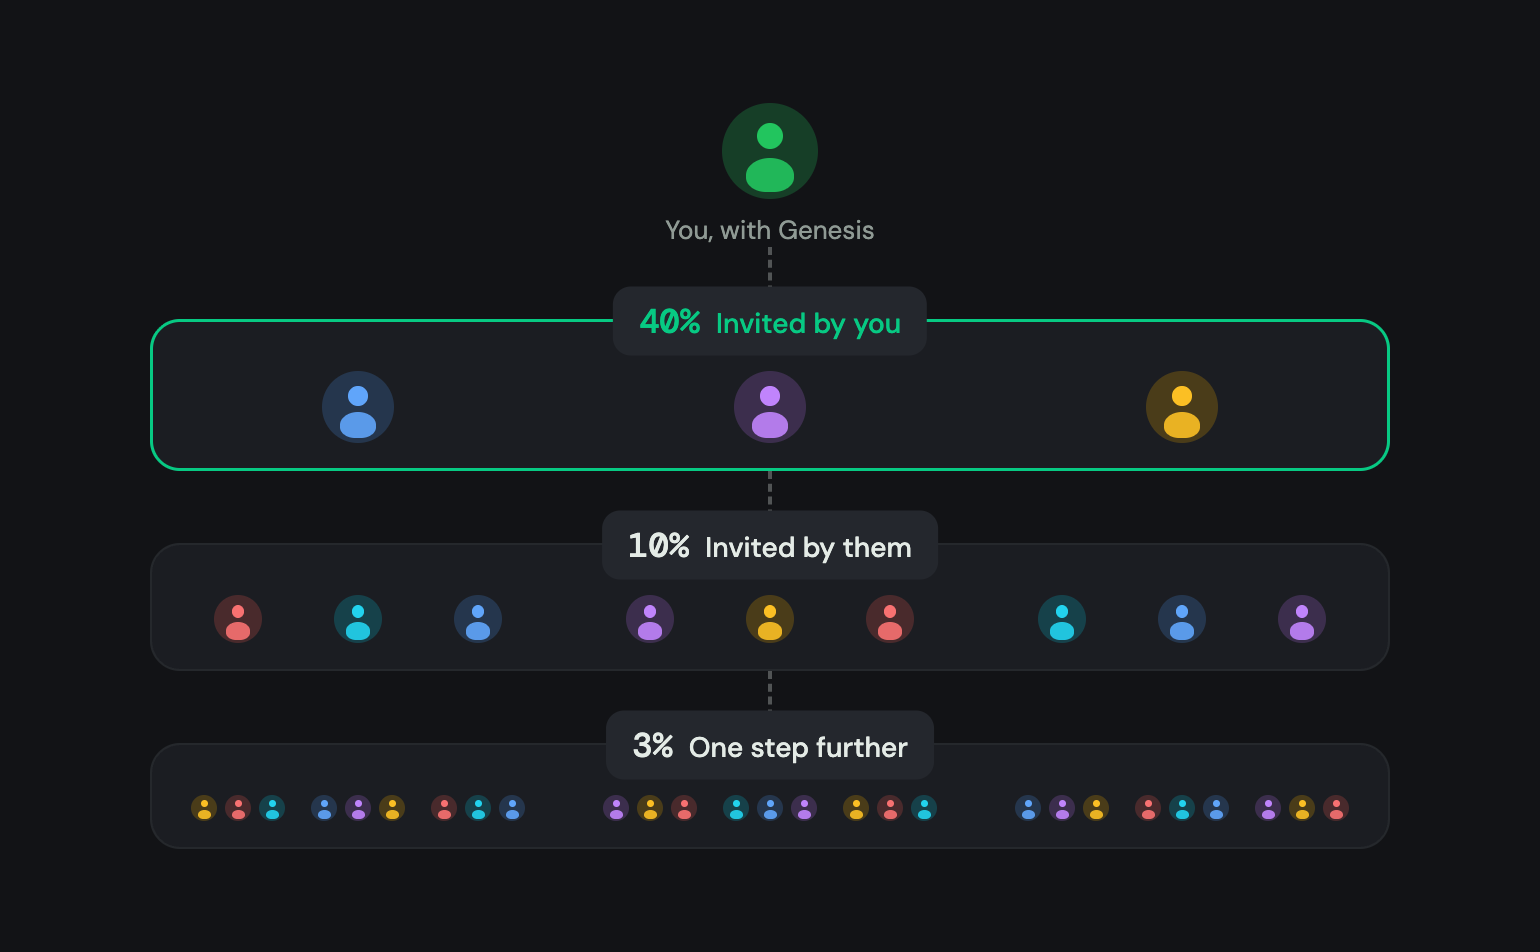 You, with Genesis
40% Invited by you
10% Invited by them
3% One step further